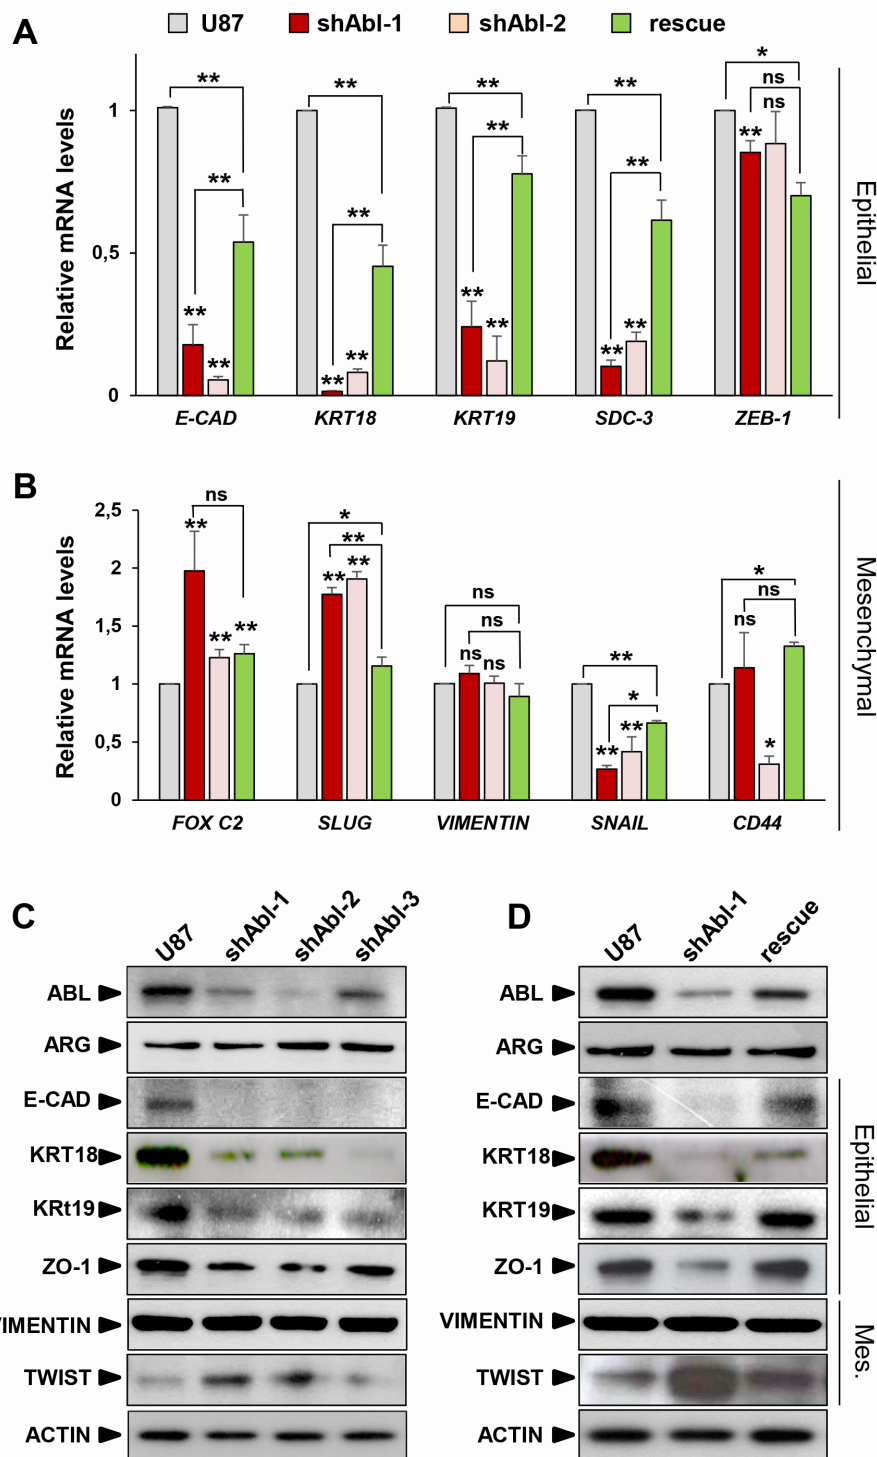 A
U87 shAbl-1 shAbl-2 rescue
Relative mRNA levels
1
0,5
0
** ** ** ** *
ns
ns
** ** ** ** **
** ** ** ** ** ** ** **
E-CAD KRT18 KRT19 SDC-3 ZEB-1
Epithelial
B
Relative mRNA levels
2,5
2
1,5
1
0,5
0
ns ** ** **
* ** ** **
ns ns ns ns
** * ** **
* ns ns *
FOX C2 SLUG VIMENTIN SNAIL CD44
Mesenchymal
C
U87 shAbl-1 shAbl-2 shAbl-3
ABL
ARG
E-CAD
KRT18
KRt19
ZO-1
IMENTIN
TWIST
ACTIN
D
U87 shAbl-1 rescue
ABL
ARG
E-CAD
KRT18
KRT19
ZO-1
VIMENTIN
TWIST
ACTIN
Epithelial
Mes.